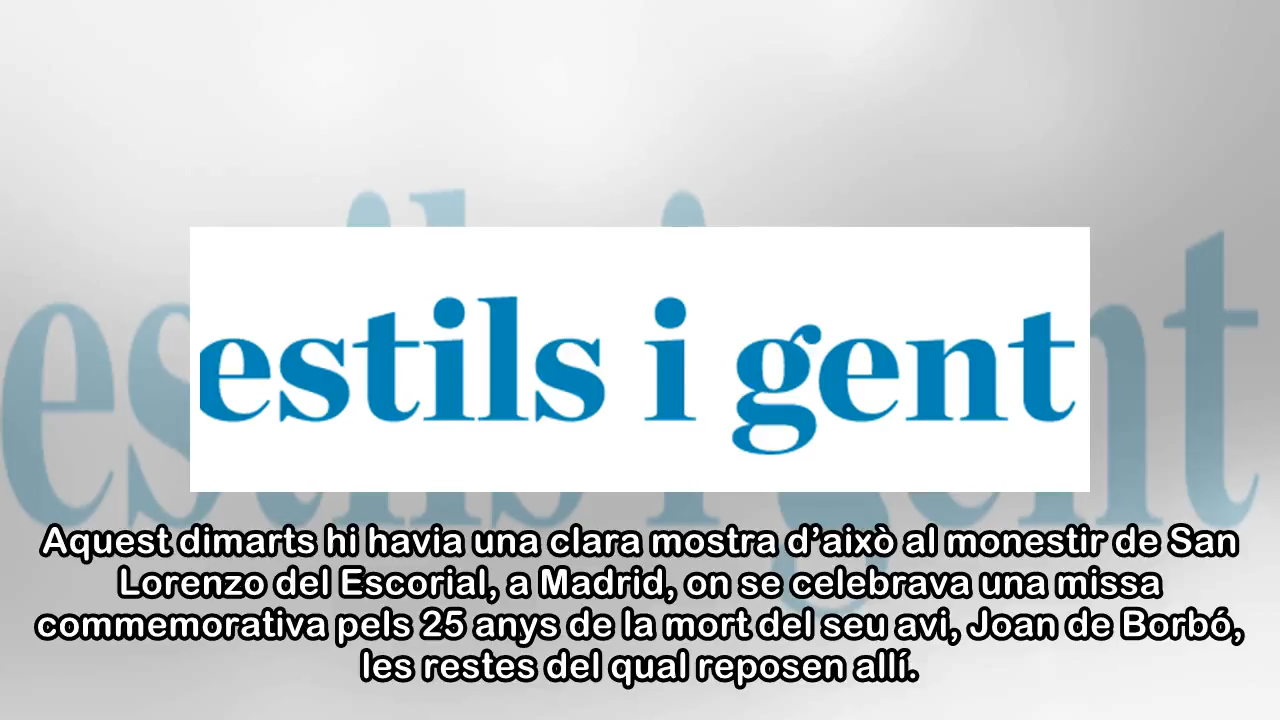 estils i gent
Aquest dimarts hi havia una clara mostra d’això al monestir de San
Lorenzo del Escorial, a Madrid, on se celebrava una missa
commemorativa pels 25 anys de la mort del seu avi, Joan de Borbó,
les restes del qual reposen allí.